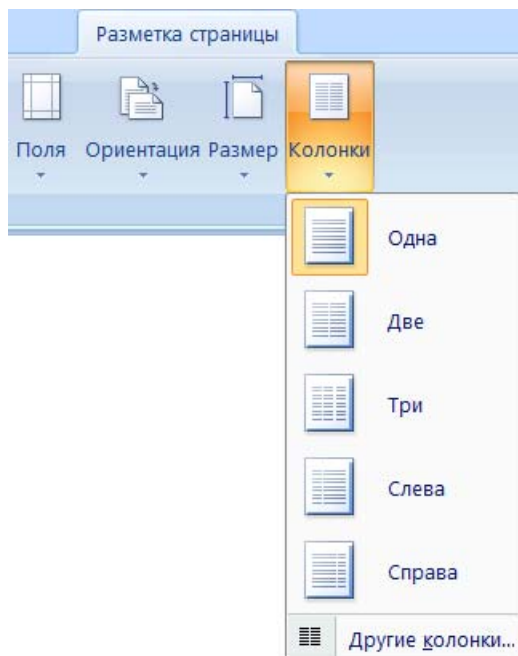 Разметка страницы
Поля Ориентация Размер Колонки
Одна
Две
Три
Слева
Справа
Другие колонки...